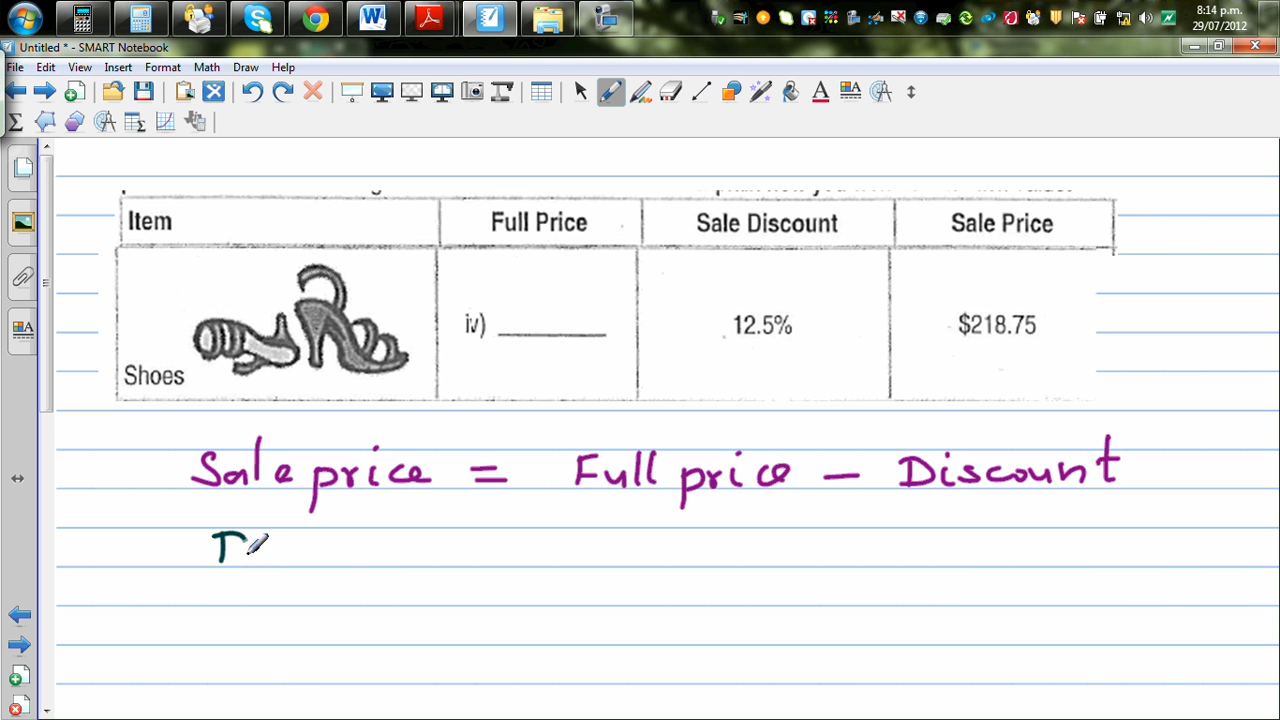 8:14 p.m.
29/07/2012
Untitled * - SMART Notebook
File Edit View Insert Format Math Draw Help
Item Full Price Sale Discount Sale Price
iv) 12.5% $218.75
Shoes
Sale price = Full price - Discount